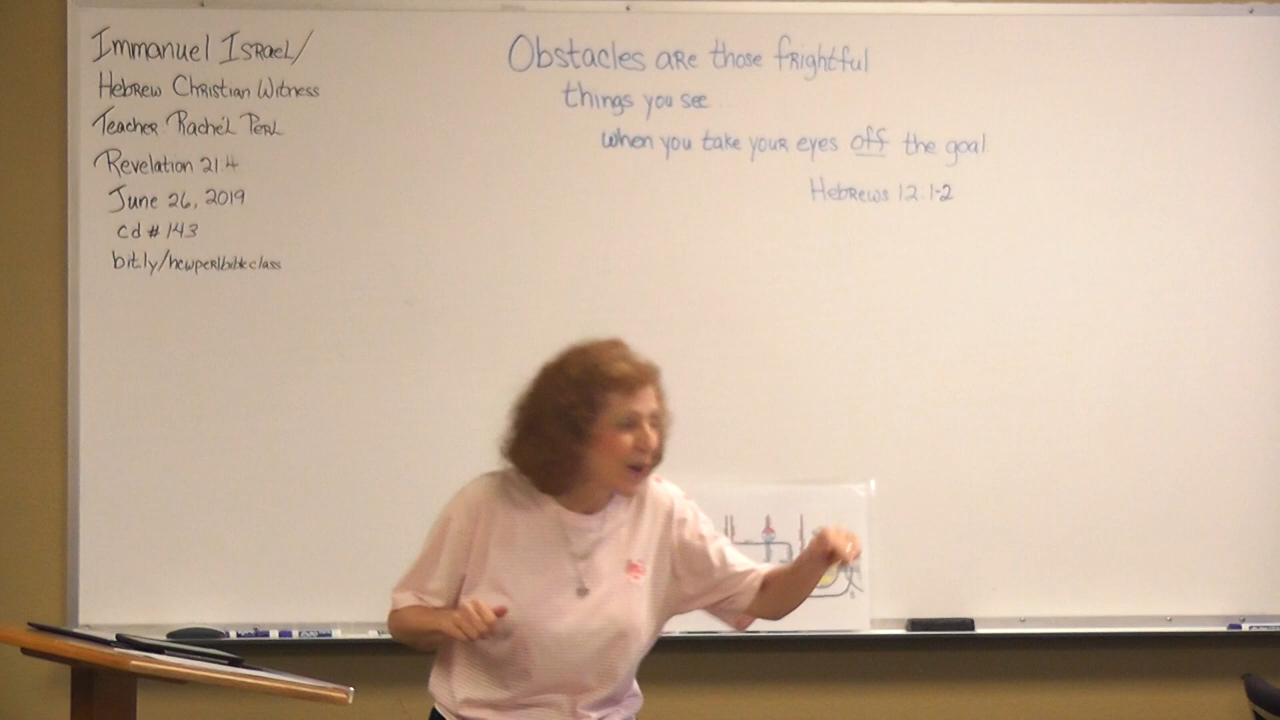 Immanuel Israel/
Hebrew Christian Witness
Teacher Rachel Perl
Revelation 21:4
June 26, 2019
cd # 143
bit.ly/hcwperlbibleclass
Obstacles are those frightful
things you see...
when you take your eyes off the goal
Hebrews 12:1-2